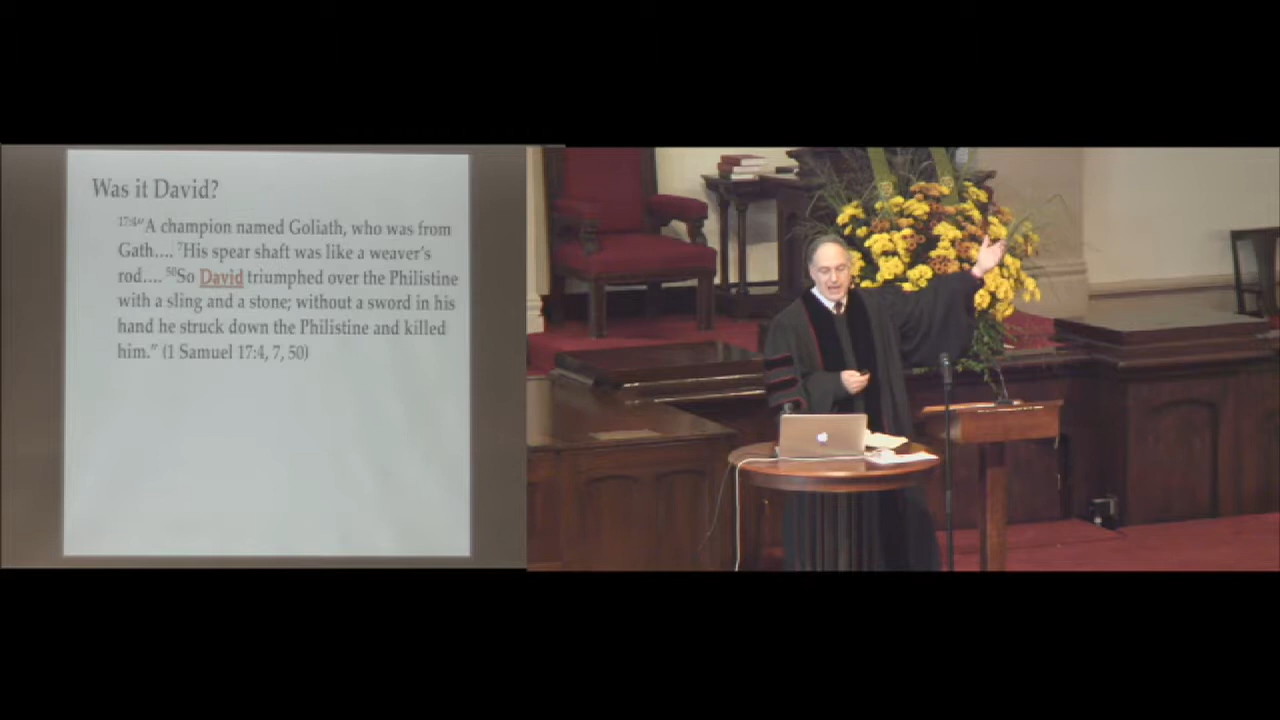 Was it David?
17:4“A champion named Goliath, who was from
Gath.... 7His spear shaft was like a weaver's
rod.... 50So David triumphed over the Philistine
with a sling and a stone; without a sword in his
hand he struck down the Philistine and killed
him.” (1 Samuel 17:4, 7, 50)